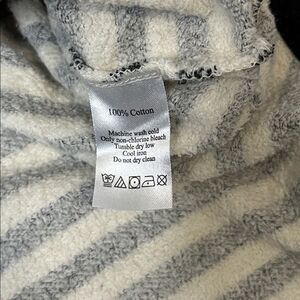 100% Cotton
Machine wash cold
Only non-chlorine bleach
Tumble dry low
Cool iron
Do not dry clean